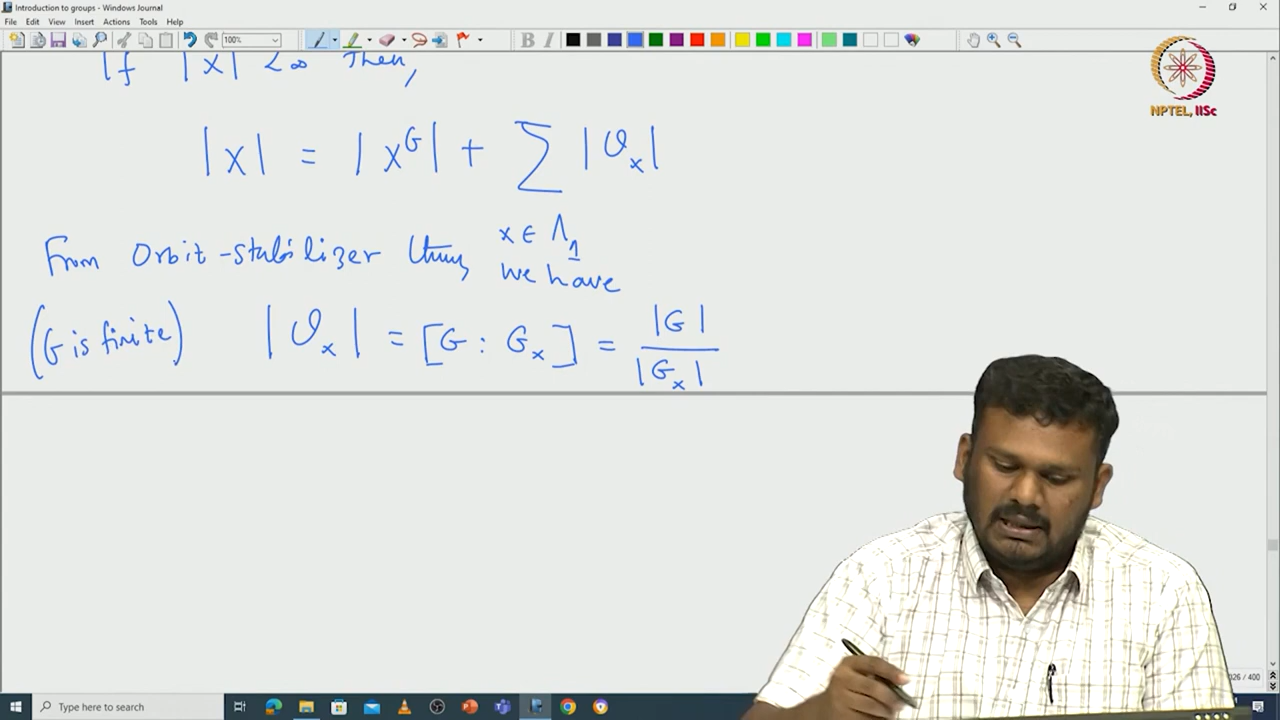 Introduction to groups - Windows Journal
File Edit View Insert Actions Tools Help
100%
B I
NPTEL, IISc
If |X| < ∞ Then,
|X| = |X^G| + ∑ |O_x|
x ∈ Λ_1
From Orbit-stabilizer thm, we have
(G is finite) |O_x| = [G : G_x] = |G| / |G_x|
/ 400
Type here to search